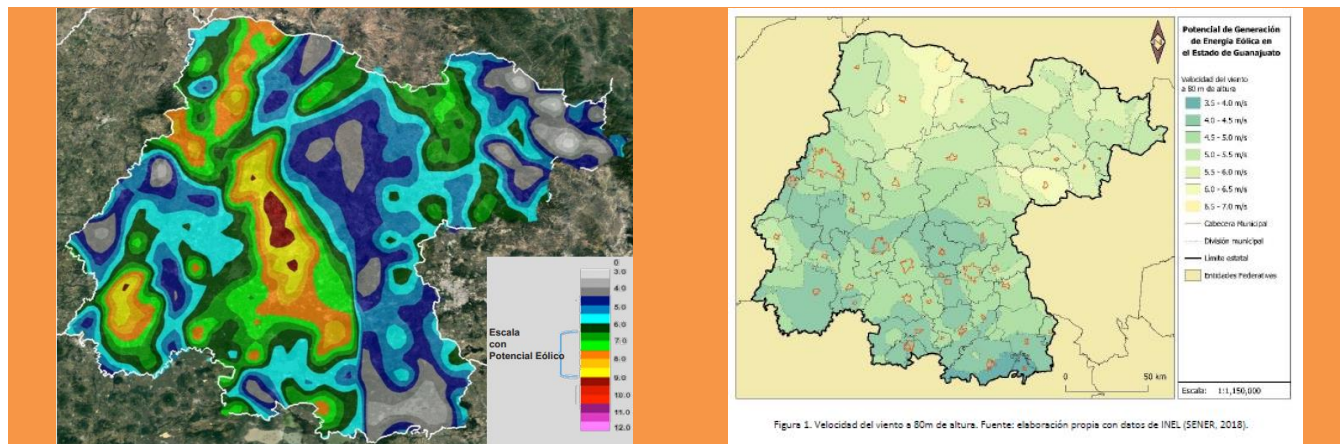 Escala
con
Potencial Eólico
0
3.0
4.0
5.0
6.0
7.0
8.0
9.0
10.0
11.0
12.0
Potencial de Generación
de Energía Eólica en
el Estado de Guanajuato
Velocidad del viento
a 80 m de altura
3.5 - 4.0 m/s
4.0 - 4.5 m/s
4.5 - 5.0 m/s
5.0 - 5.5 m/s
5.5 - 6.0 m/s
6.0 - 6.5 m/s
6.5 - 7.0 m/s
Cabecera Municipal
División municipal
Límite estatal
Entidades Federativas
0 50 km
Escala: 1:1,150,000
Figura 1. Velocidad del viento a 80m de altura. Fuente: elaboración propia con datos de INEL (SENER, 2018).